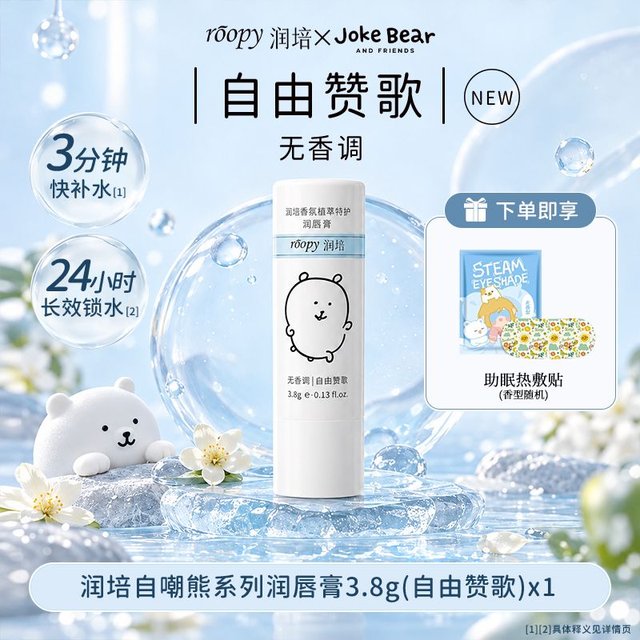 rōopy 润培×Joke Bear
AND FRIENDS
自由赞歌
NEW
无香调
3分钟
快补水[1]
24小时
长效锁水[2]
润培香氛植萃特护
润唇膏
rōopy 润培
无香调|自由赞歌
3.8g e·0.13 fl.oz.
下单即享
STEAM
EYESHADE
助眠热敷贴
(香型随机)
润培自嘲熊系列润唇膏3.8g(自由赞歌)x1
[1][2]具体释义见详情页